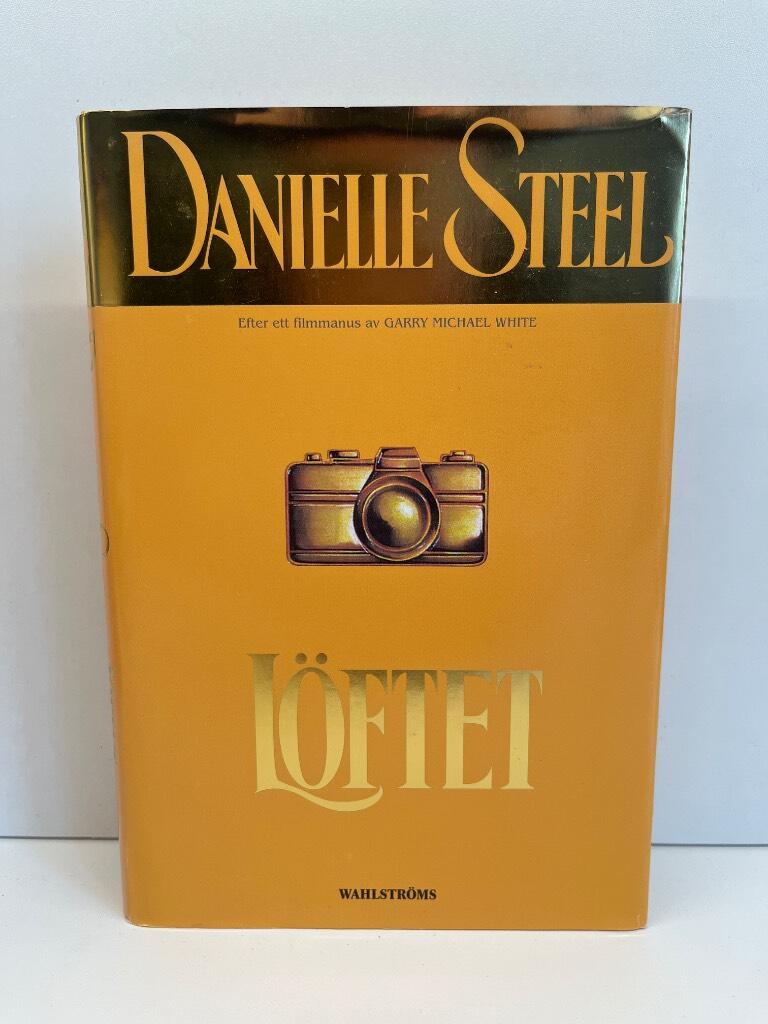 DANIELLE STEEL
Efter ett filmmanus av GARRY MICHAEL WHITE
LÖFTET
WAHLSTRÖMS